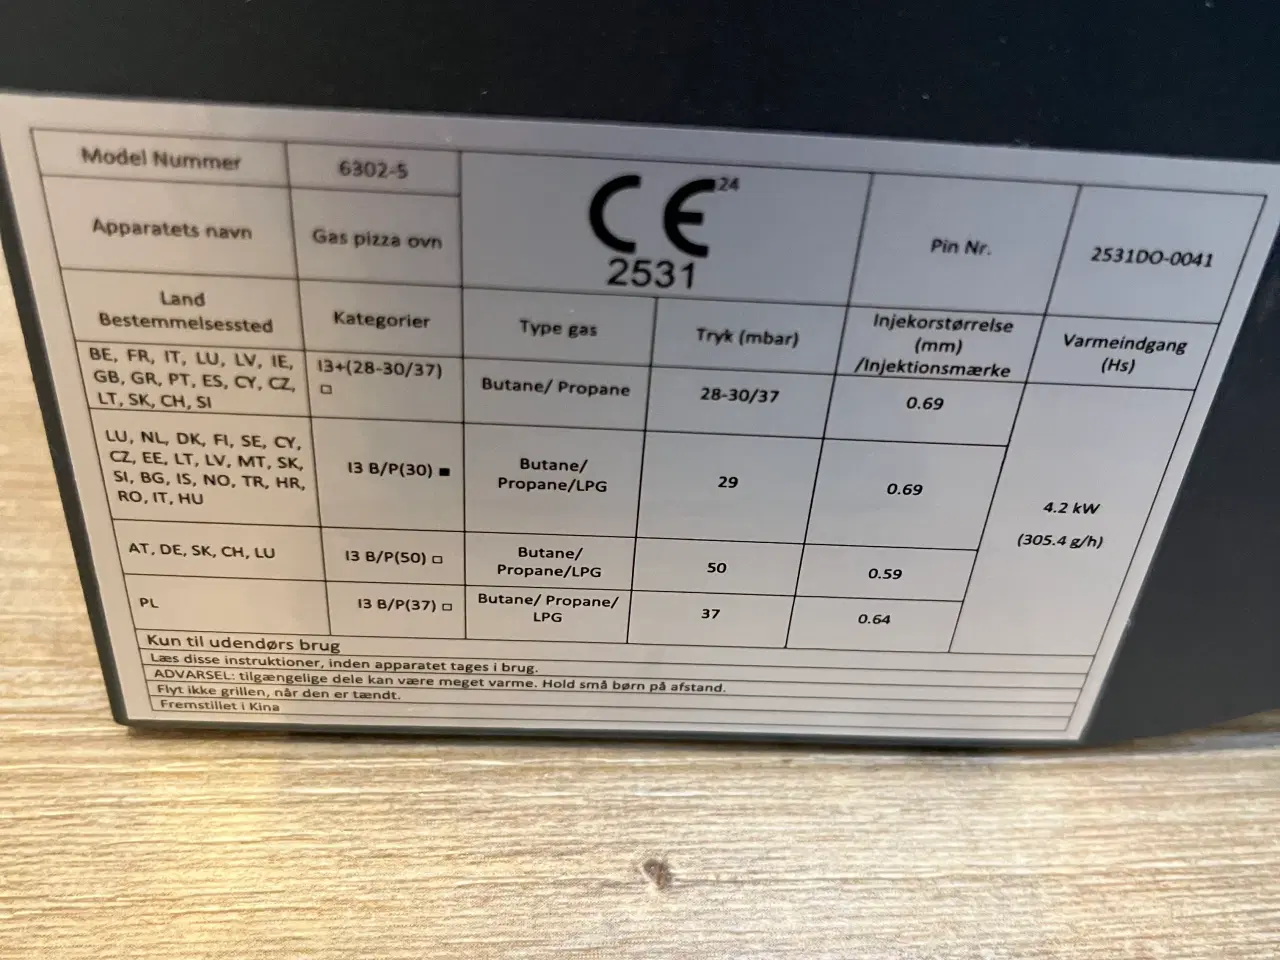 Model Nummer
6302-5
CE 24
2531
Pin Nr.
2531DO-0041
Apparatets navn
Gas pizza ovn
Land
Bestemmelsessted
Kategorier
Type gas
Tryk (mbar)
Injekorstørrelse
(mm)
/Injektionsmærke
Varmeindgang
(Hs)
BE, FR, IT, LU, LV, IE,
GB, GR, PT, ES, CY, CZ,
LT, SK, CH, SI
I3+(28-30/37)
□
Butane/ Propane
28-30/37
0.69
4.2 kW
(305.4 g/h)
LU, NL, DK, FI, SE, CY,
CZ, EE, LT, LV, MT, SK,
SI, BG, IS, NO, TR, HR,
RO, IT, HU
I3 B/P(30) ■
Butane/
Propane/LPG
29
0.69
AT, DE, SK, CH, LU
I3 B/P(50) □
Butane/
Propane/LPG
50
0.59
PL
I3 B/P(37) □
Butane/ Propane/
LPG
37
0.64
Kun til udendørs brug
Læs disse instruktioner, inden apparatet tages i brug.
ADVARSEL: tilgængelige dele kan være meget varme. Hold små børn på afstand.
Flyt ikke grillen, når den er tændt.
Fremstillet i Kina